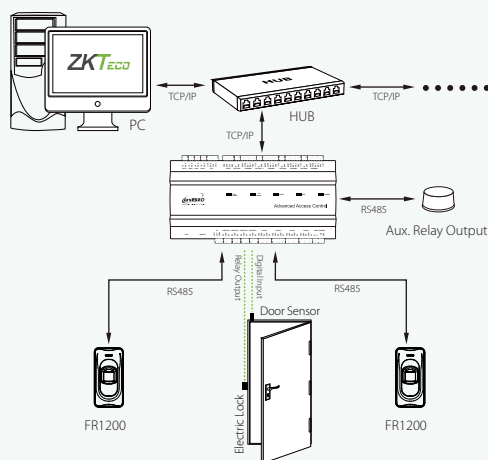 ZKTeco
PC
TCP/IP
HUB
HUB
TCP/IP
TCP/IP
Advanced Access Control
RS485
Aux. Relay Output
RS485
Relay Output
Digital Input
RS485
Door Sensor
Electric Lock
FR1200
FR1200